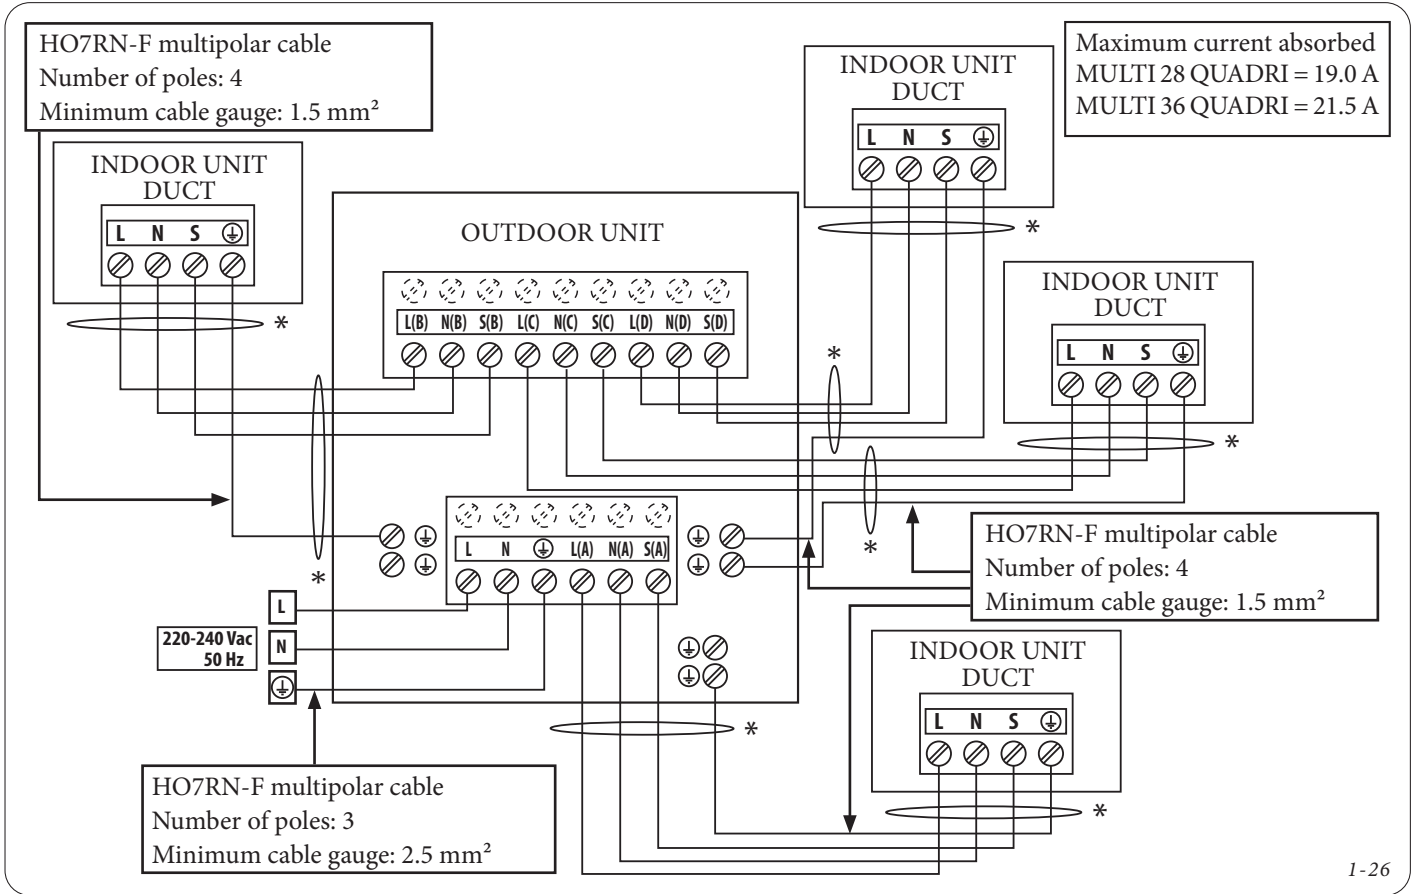 HO7RN-F multipolar cable
Number of poles: 4
Minimum cable gauge: 1.5 mm²
Maximum current absorbed
MULTI 28 QUADRI = 19.0 A
MULTI 36 QUADRI = 21.5 A
INDOOR UNIT
DUCT
L N S
*
INDOOR UNIT
DUCT
L N S
*
OUTDOOR UNIT
L(B) N(B) S(B) L(C) N(C) S(C) L(D) N(D) S(D)
INDOOR UNIT
DUCT
L N S
*
*
*
*
L N L(A) N(A) S(A)
HO7RN-F multipolar cable
Number of poles: 4
Minimum cable gauge: 1.5 mm²
L
N
220-240 Vac
50 Hz
INDOOR UNIT
DUCT
L N S
*
*
HO7RN-F multipolar cable
Number of poles: 3
Minimum cable gauge: 2.5 mm²
1-26